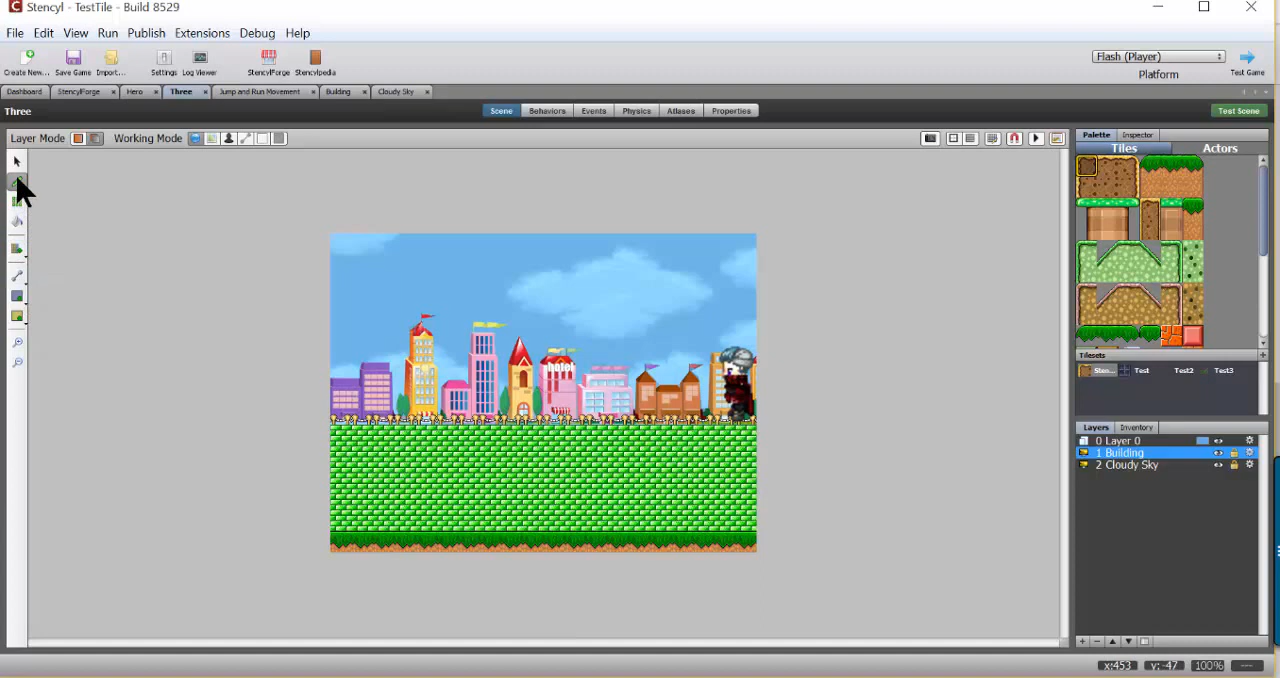 Stencyl - TestTile - Build 8529
File Edit View Run Publish Extensions Debug Help
Create New... Save Game Import... Settings Log Viewer StencylForge Stencylpedia
Flash (Player)
Platform
Test Game
Dashboard StencylForge Hero Three Jump and Run Movement Building Cloudy Sky
Three
Scene Behaviors Events Physics Atlases Properties
Test Scene
Layer Mode Working Mode
Palette Inspector
Tiles Actors
hotel
Tilesets
Sten... Test Test2 Test3
Layers Inventory
0 Layer 0
1 Building
2 Cloudy Sky
x:453 y:-47 100% ---